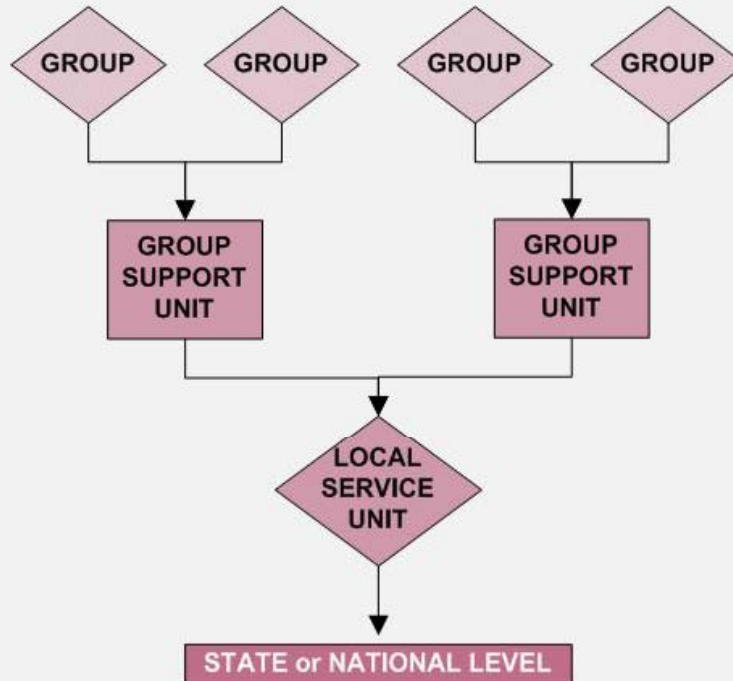 GROUP
GROUP
GROUP
GROUP
GROUP
SUPPORT
UNIT
GROUP
SUPPORT
UNIT
LOCAL
SERVICE
UNIT
STATE or NATIONAL LEVEL